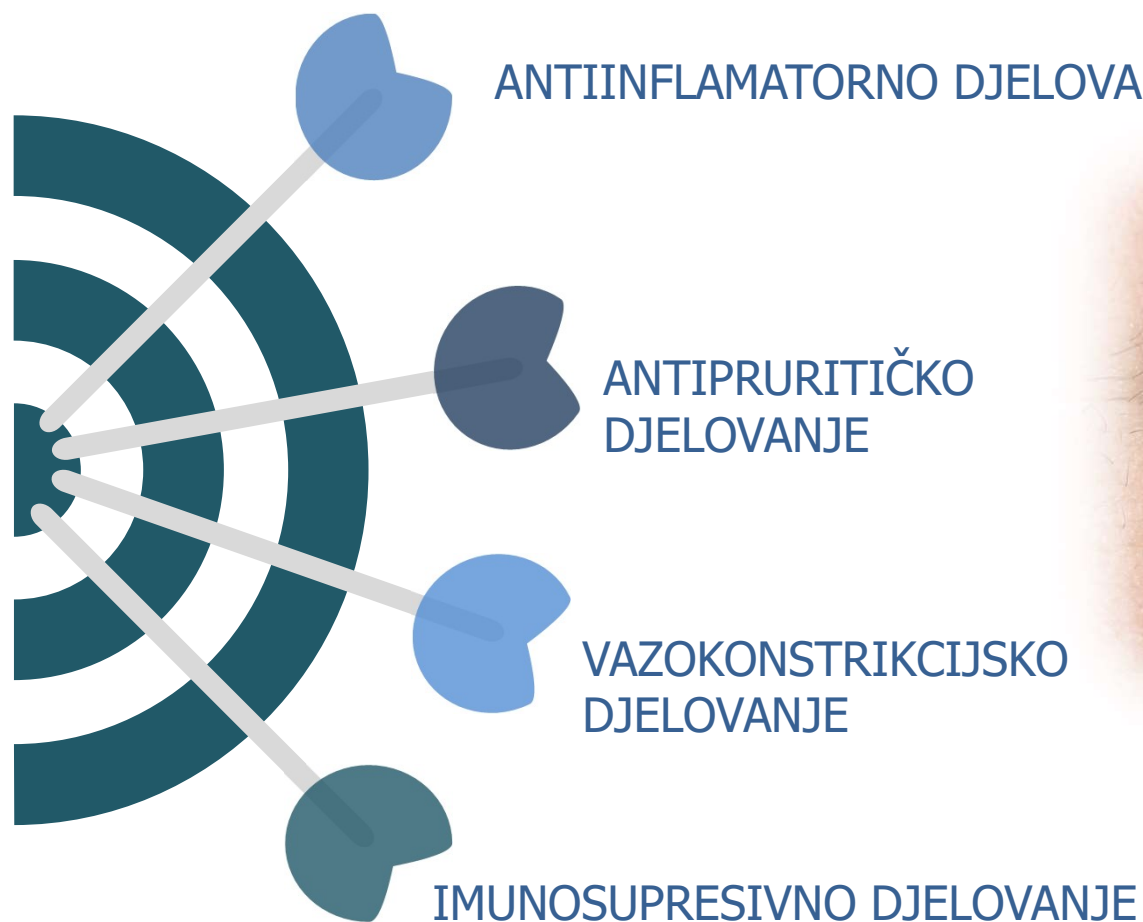 ANTIINFLAMATORNO DJELOVA
ANTIPRURITIČKO
DJELOVANJE
VAZOKONSTRIKCIJSKO
DJELOVANJE
IMUNOSUPRESIVNO DJELOVANJE